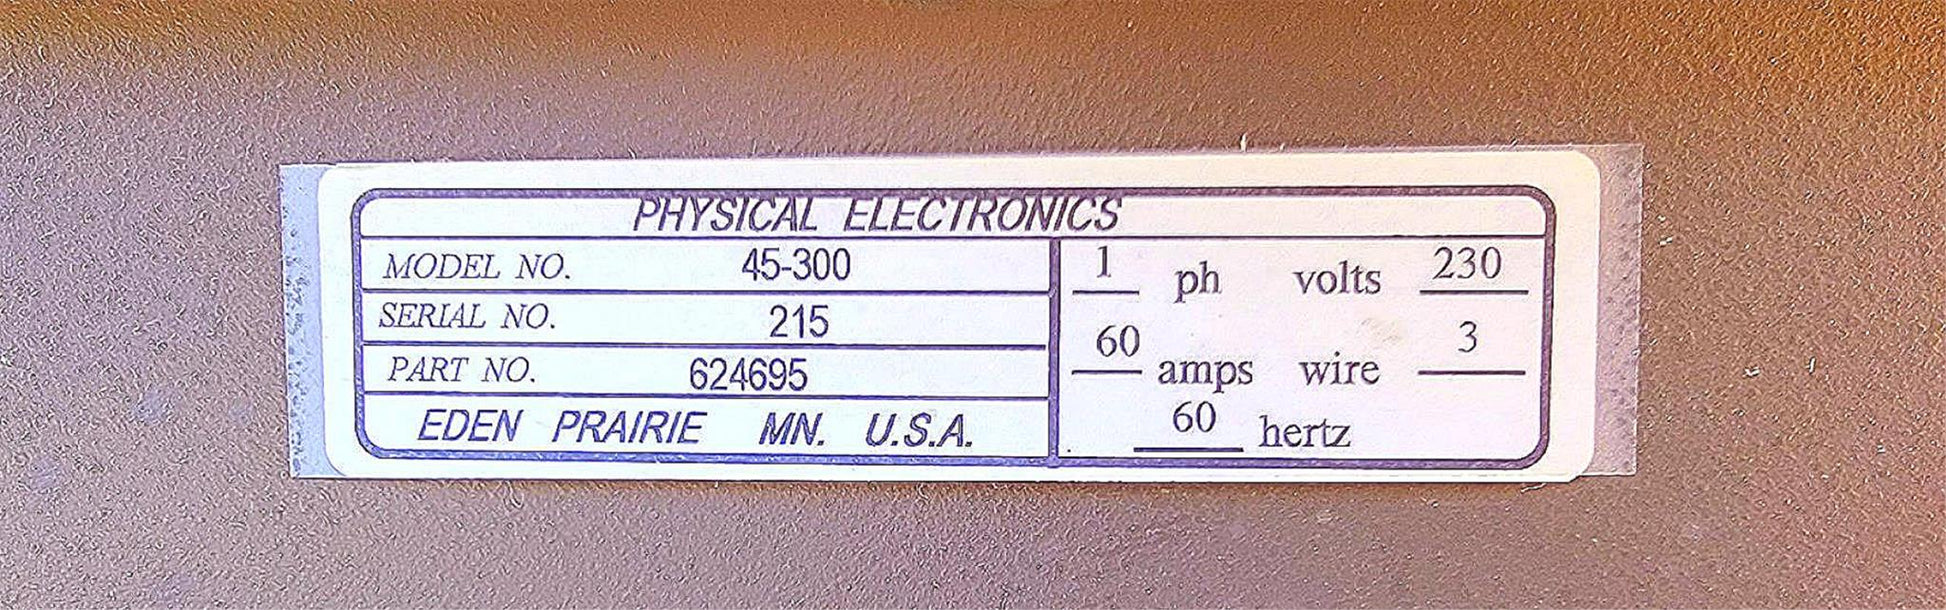 PHYSICAL ELECTRONICS
MODEL NO. 45-300
SERIAL NO. 215
PART NO. 624695
EDEN PRAIRIE MN. U.S.A.
1 ph volts 230
60 amps wire 3
60 hertz